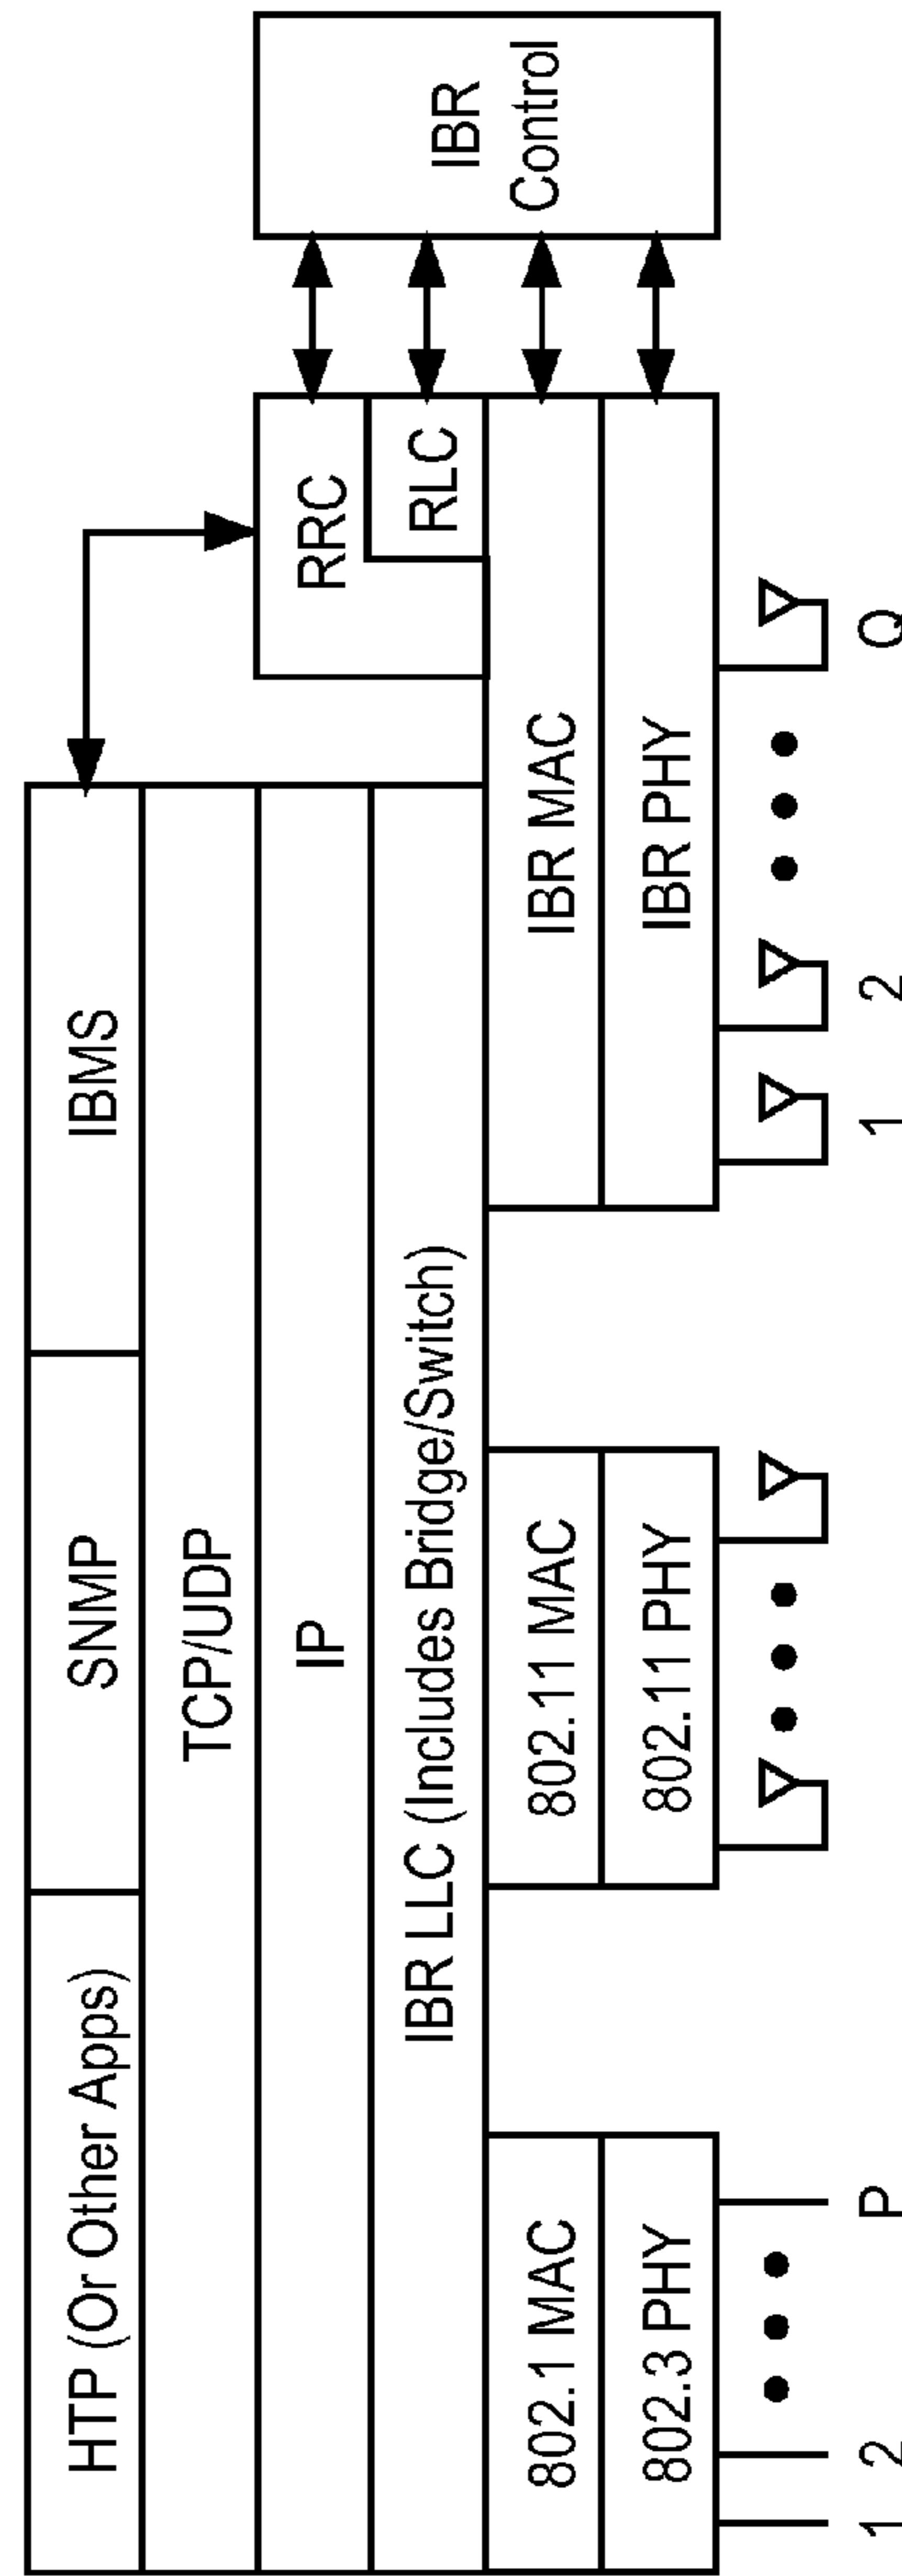 HTP (Or Other Apps)
SNMP
IBMS
TCP/UDP
IP
IBR LLC (Includes Bridge/Switch)
RRC
RLC
IBR
Control
802.1 MAC
802.3 PHY
802.11 MAC
802.11 PHY
IBR MAC
IBR PHY
1
2
P
1
2
Q